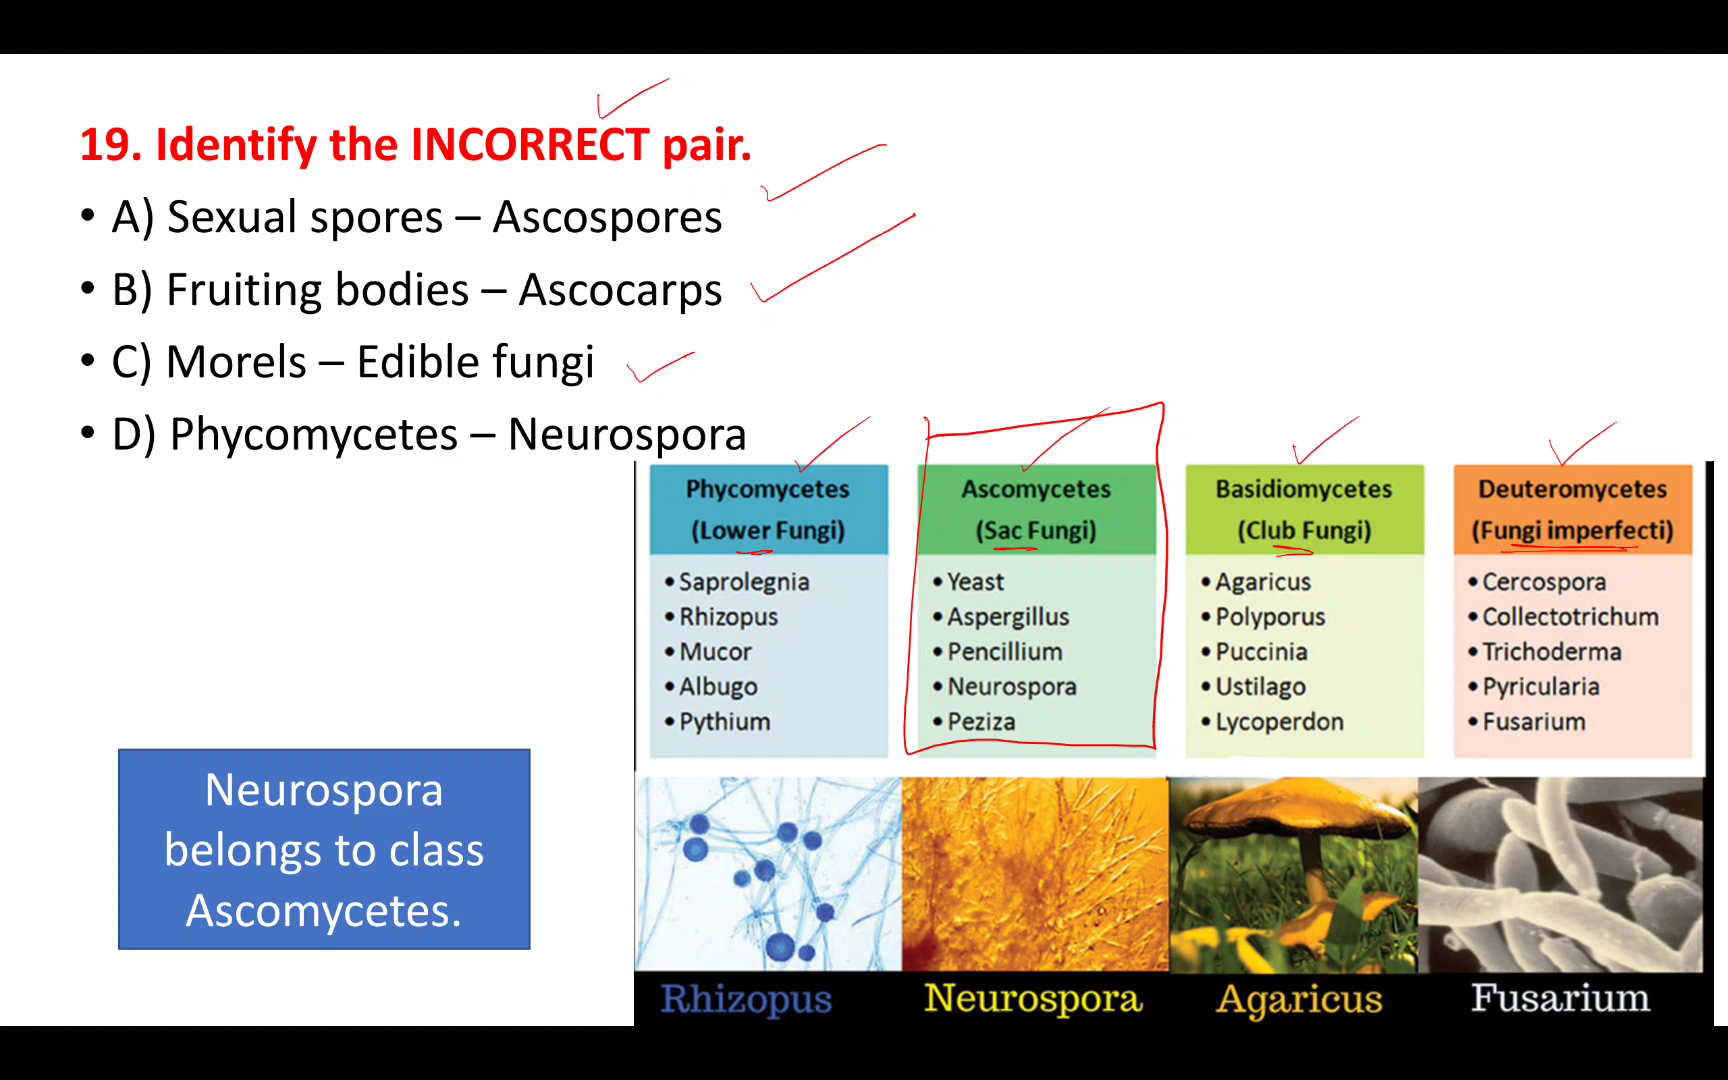 19. Identify the INCORRECT pair.
• A) Sexual spores – Ascospores
• B) Fruiting bodies – Ascocarps
• C) Morels – Edible fungi
• D) Phycomycetes – Neurospora
Phycomycetes
(Lower Fungi)
• Saprolegnia
• Rhizopus
• Mucor
• Albugo
• Pythium
Ascomycetes
(Sac Fungi)
• Yeast
• Aspergillus
• Pencillium
• Neurospora
• Peziza
Basidiomycetes
(Club Fungi)
• Agaricus
• Polyporus
• Puccinia
• Ustilago
• Lycoperdon
Deuteromycetes
(Fungi imperfecti)
• Cercospora
• Collectotrichum
• Trichoderma
• Pyricularia
• Fusarium
Neurospora
belongs to class
Ascomycetes.
Rhizopus
Neurospora
Agaricus
Fusarium